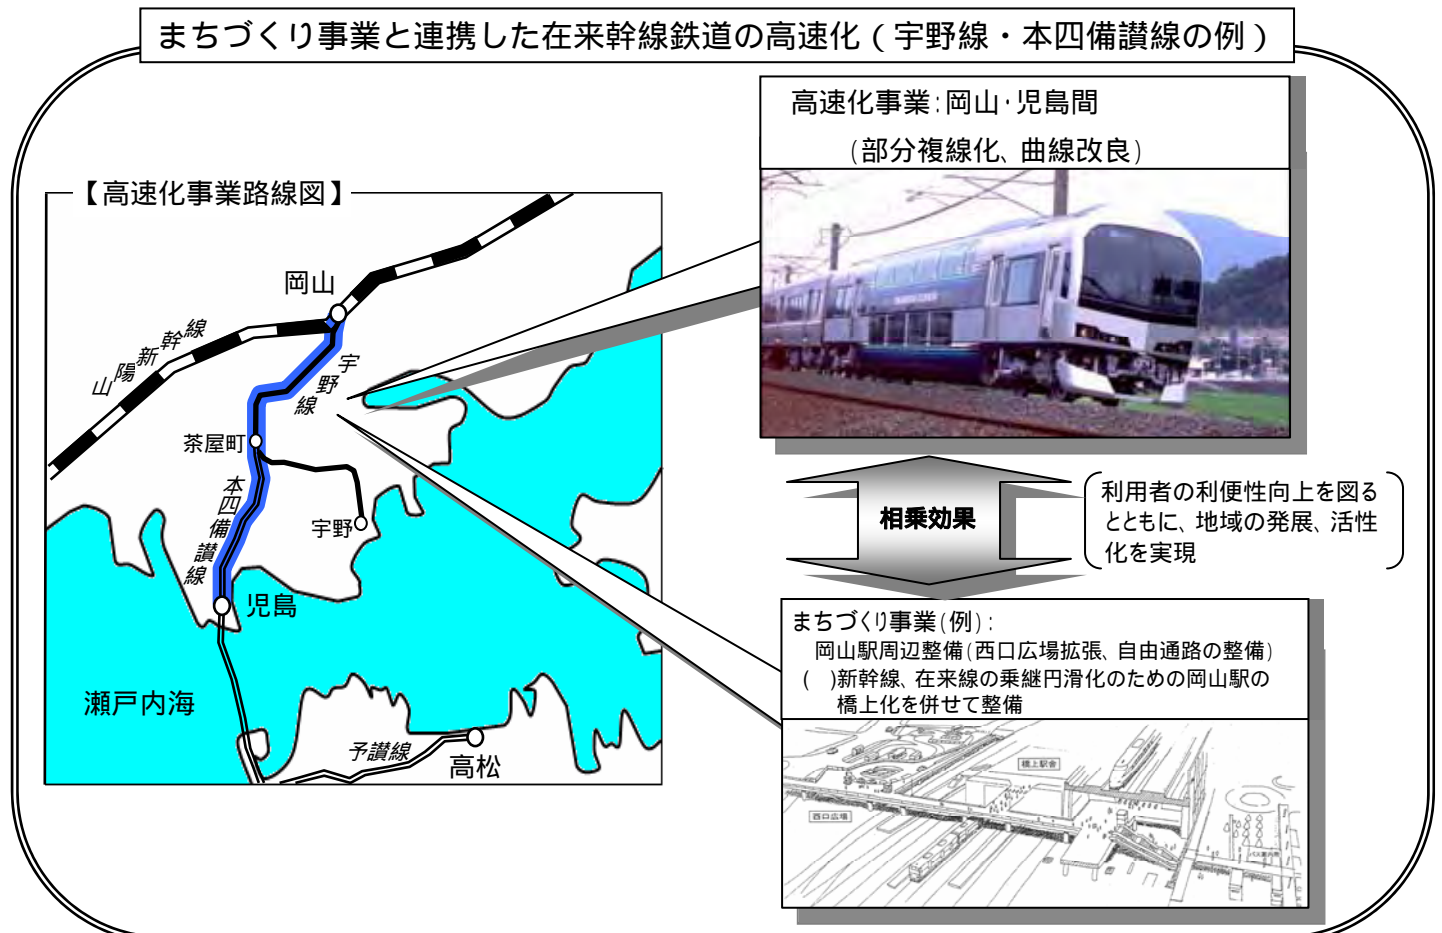 まちづくり事業と連携した在来幹線鉄道の高速化（宇野線・本四備讃線の例）
【高速化事業路線図】
岡山
山陽新幹線
宇野線
茶屋町
本四備讃線
宇野
児島
瀬戸内海
予讃線
高松
高速化事業:岡山・児島間
(部分複線化、曲線改良)
相乗効果
利用者の利便性向上を図る
とともに、地域の発展、活性
化を実現
まちづくり事業(例):
岡山駅周辺整備(西口広場拡張、自由通路の整備)
(　)新幹線、在来線の乗継円滑化のための岡山駅の
橋上化を併せて整備
橋上駅舎
西口広場